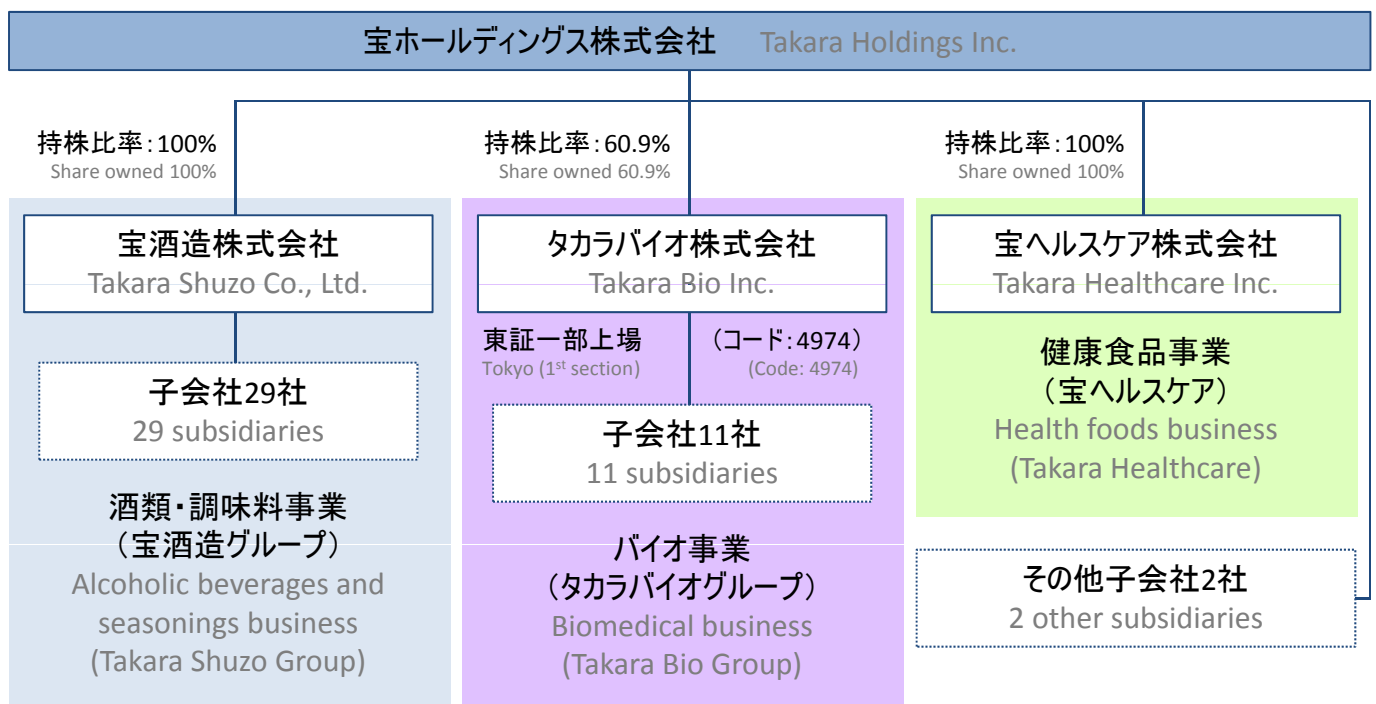 宝ホールディングス株式会社 Takara Holdings Inc.
持株比率:100%
Share owned 100%
持株比率:60.9%
Share owned 60.9%
持株比率:100%
Share owned 100%
宝酒造株式会社
Takara Shuzo Co., Ltd.
子会社29社
29 subsidiaries
酒類・調味料事業
(宝酒造グループ)
Alcoholic beverages and
seasonings business
(Takara Shuzo Group)
タカラバイオ株式会社
Takara Bio Inc.
東証一部上場 (コード:4974)
Tokyo (1st section) (Code: 4974)
子会社11社
11 subsidiaries
バイオ事業
(タカラバイオグループ)
Biomedical business
(Takara Bio Group)
宝ヘルスケア株式会社
Takara Healthcare Inc.
健康食品事業
(宝ヘルスケア)
Health foods business
(Takara Healthcare)
その他子会社2社
2 other subsidiaries